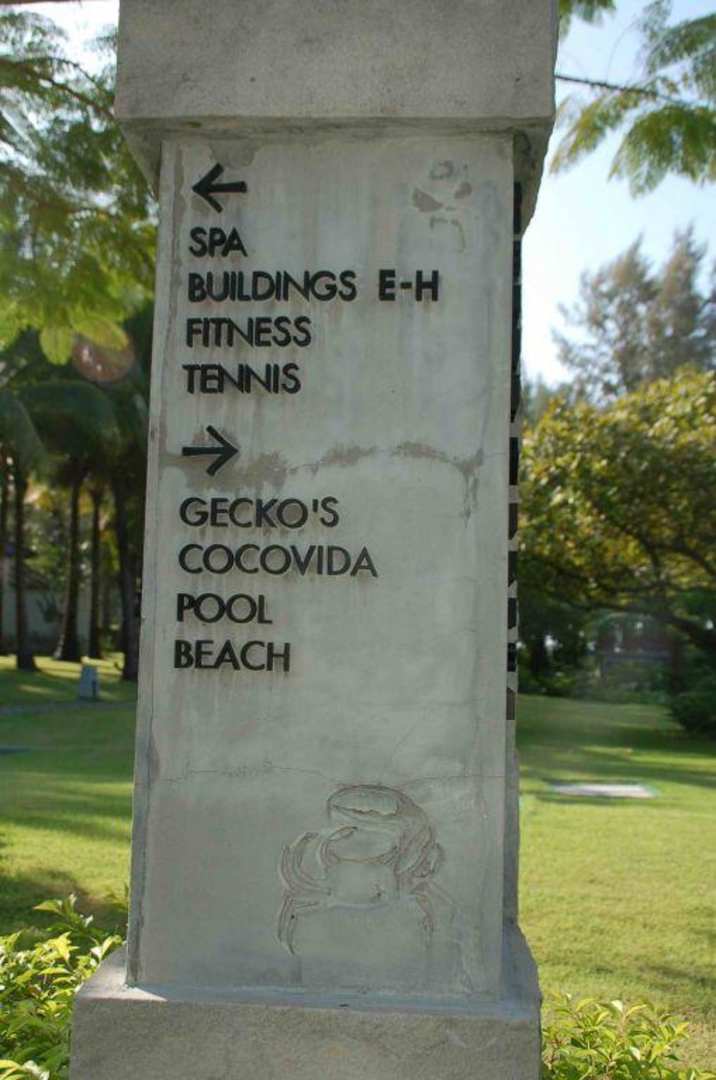 ←
SPA
BUILDINGS E-H
FITNESS
TENNIS
→
GECKO'S
COCOVIDA
POOL
BEACH